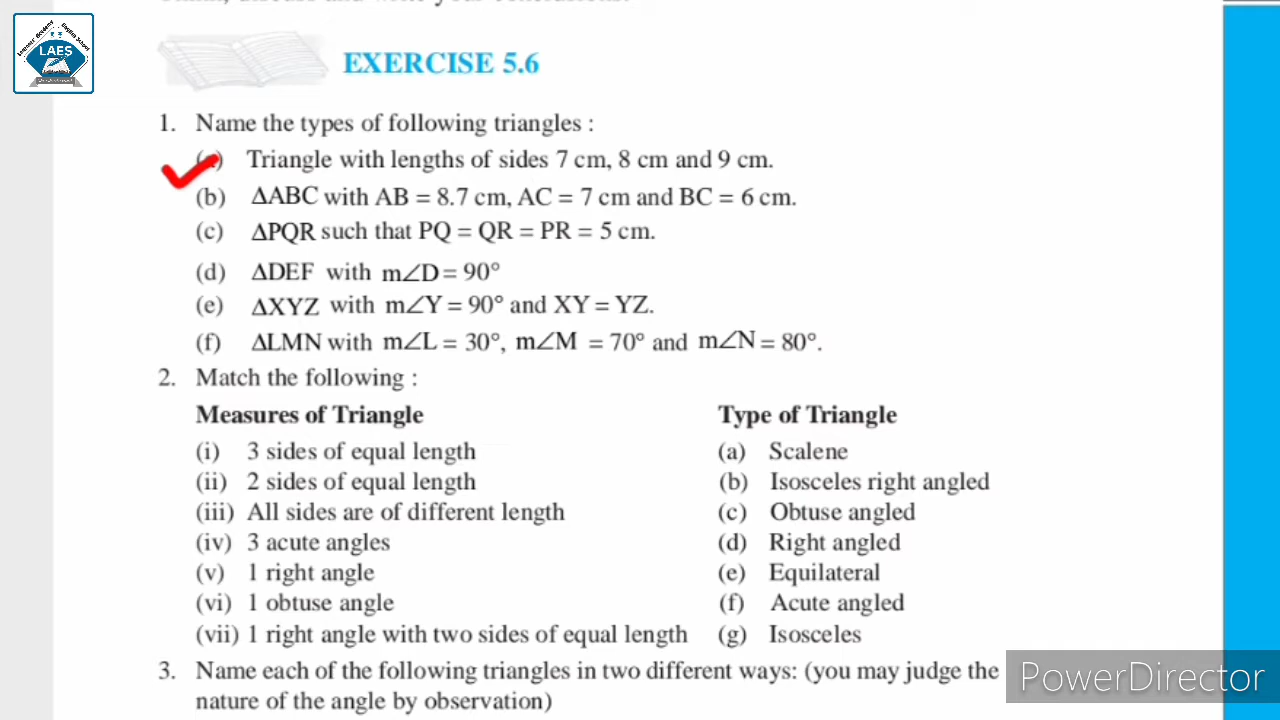 LAES
EXERCISE 5.6
1. Name the types of following triangles :
Triangle with lengths of sides 7 cm, 8 cm and 9 cm.
(b) ΔABC with AB = 8.7 cm, AC = 7 cm and BC = 6 cm.
(c) ΔPQR such that PQ = QR = PR = 5 cm.
(d) ΔDEF with m∠D = 90°
(e) ΔXYZ with m∠Y = 90° and XY = YZ.
(f) ΔLMN with m∠L = 30°, m∠M = 70° and m∠N = 80°.
2. Match the following :
Measures of Triangle Type of Triangle
(i) 3 sides of equal length (a) Scalene
(ii) 2 sides of equal length (b) Isosceles right angled
(iii) All sides are of different length (c) Obtuse angled
(iv) 3 acute angles (d) Right angled
(v) 1 right angle (e) Equilateral
(vi) 1 obtuse angle (f) Acute angled
(vii) 1 right angle with two sides of equal length (g) Isosceles
3. Name each of the following triangles in two different ways: (you may judge the
nature of the angle by observation)
PowerDirector